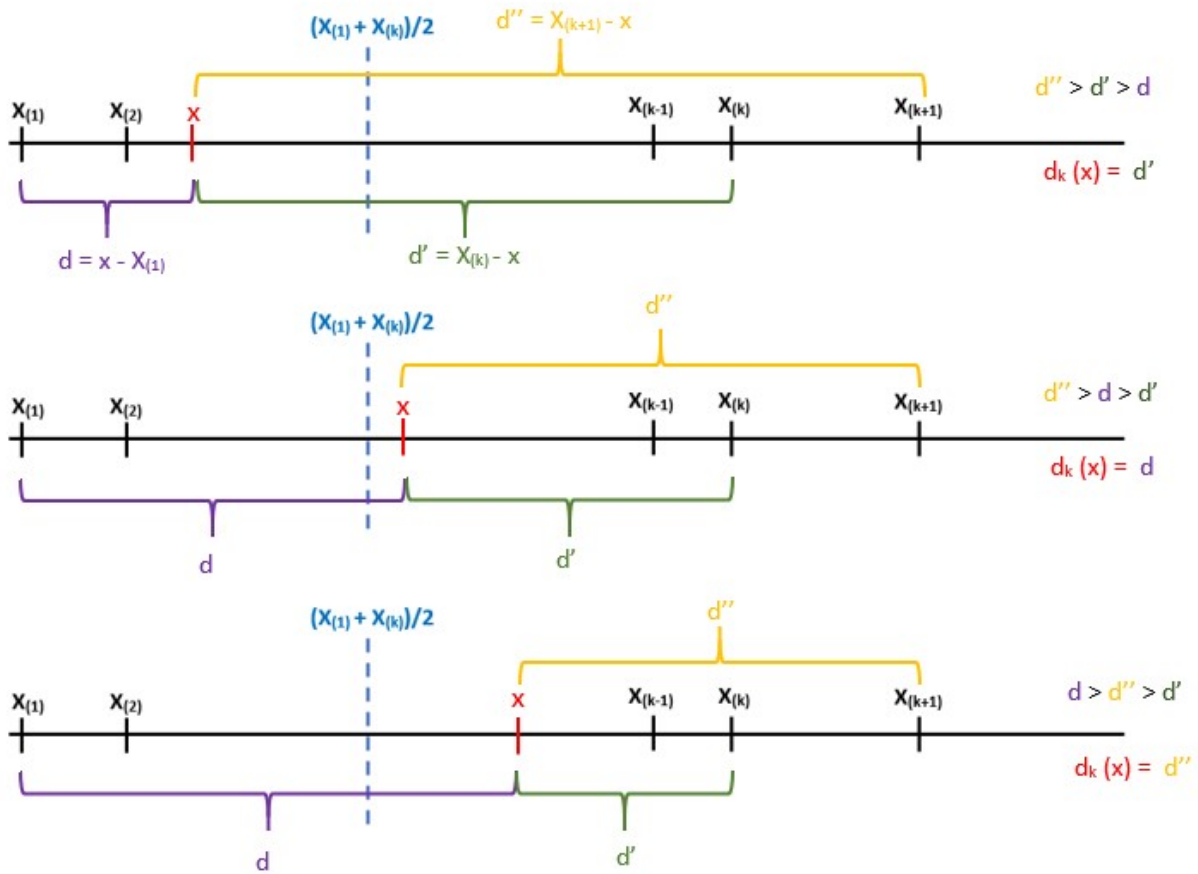 d'' = X(k+1) - x
(X(1) + X(k))/2
d'' > d' > d
X(1) X(2) x X(k-1) X(k) X(k+1)
dk (x) = d'
d = x - X(1)
d' = X(k) - x
d''
(X(1) + X(k))/2
d'' > d > d'
X(1) X(2) x X(k-1) X(k) X(k+1)
dk (x) = d
d d'
d''
(X(1) + X(k))/2
d > d'' > d'
X(1) X(2) x X(k-1) X(k) X(k+1)
dk (x) = d''
d d'